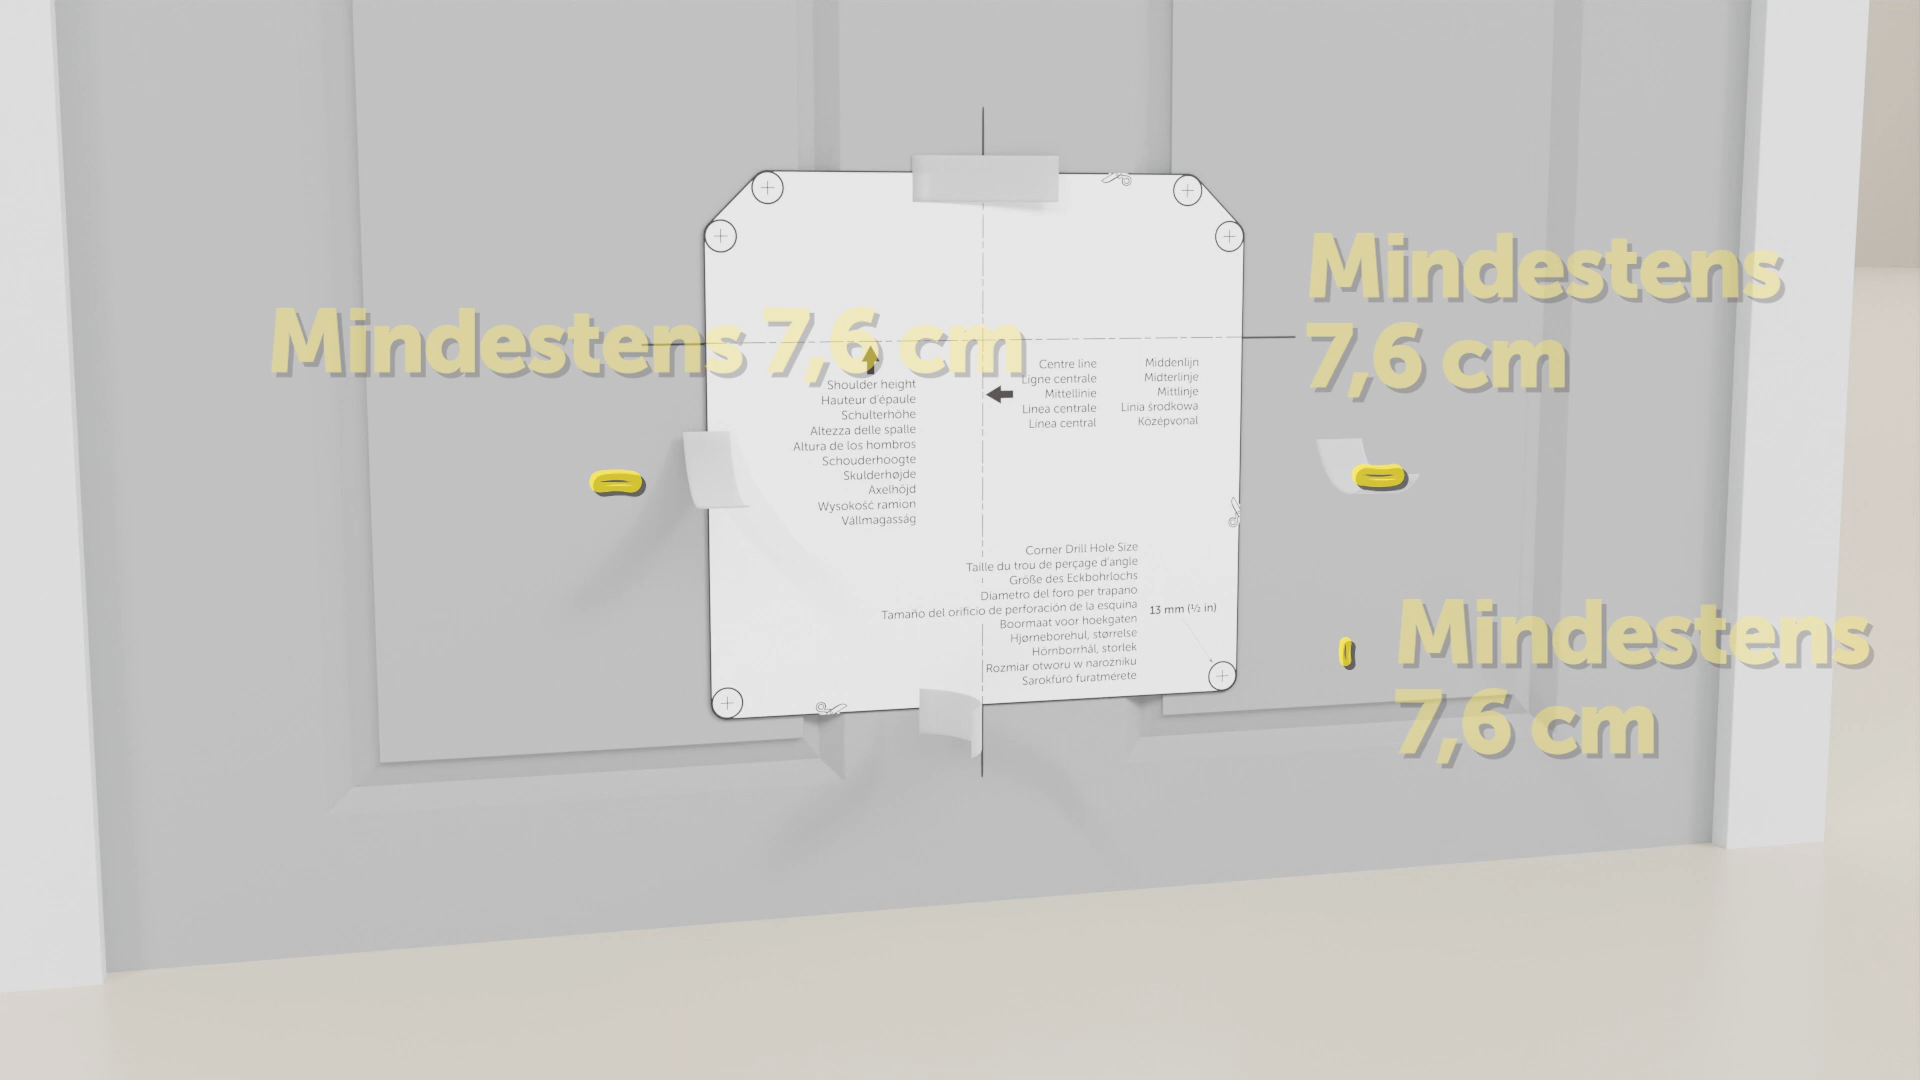 Mindestens 7,6 cm
Mindestens
7,6 cm
Mindestens
7,6 cm
Shoulder height
Hauteur d'épaule
Schulterhöhe
Altezza delle spalle
Altura de los hombros
Schouderhoogte
Skulderhøjde
Axelhöjd
Wysokość ramion
Vállmagasság
Centre line
Ligne centrale
Mittellinie
Linea centrale
Línea central
Middenlijn
Midterlinje
Mittlinje
Linia środkowa
Középvonal
Corner Drill Hole Size
Taille du trou de perçage d'angle
Größe des Eckbohrlochs
Diametro del foro per trapano
Tamaño del orificio de perforación de la esquina
Boormaat voor hoekgaten
Hjørneborehul, størrelse
Hörnborrhål, storlek
Rozmiar otworu w narożniku
Sarokfúró furatmérete
13 mm (½ in)